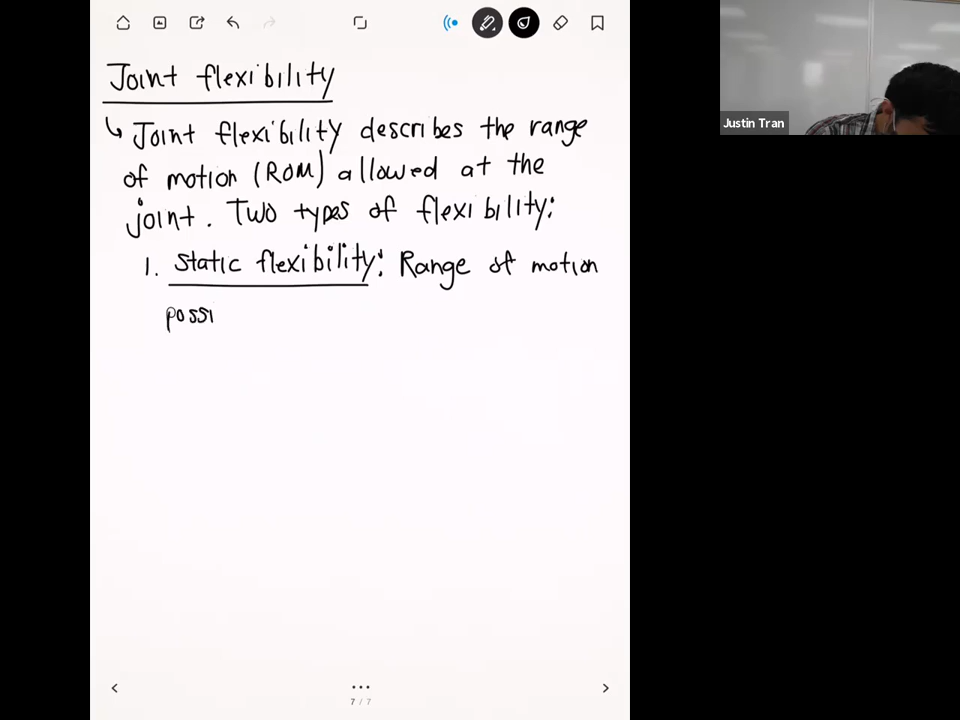 Joint flexibility
↳ Joint flexibility describes the range
of motion (ROM) allowed at the
joint. Two types of flexibility:
1. Static flexibility: Range of motion
possi
7 / 7
Justin Tran